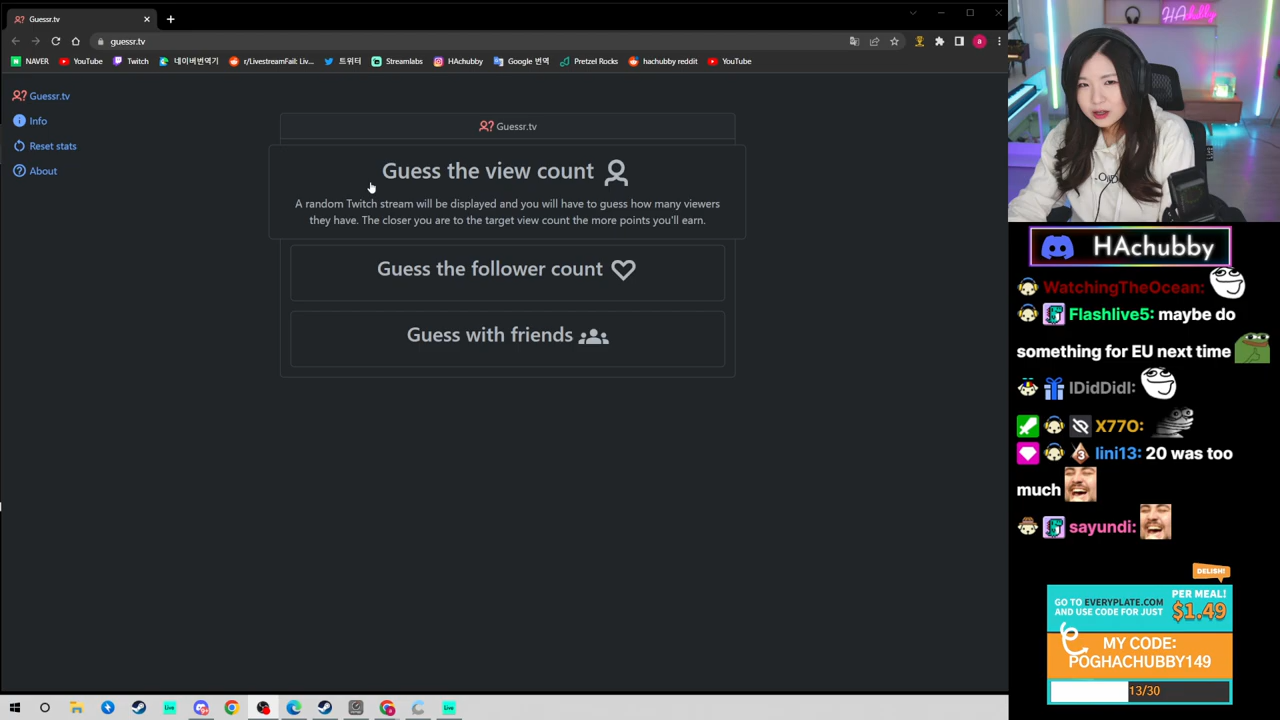 Guessr.tv
guessr.tv
NAVER
YouTube
Twitch
네이버번역기
r/LivestreamFail: Liv...
트위터
Streamlabs
HAchubby
Google 번역
Pretzel Rocks
hachubby reddit
YouTube
Guessr.tv
Info
Reset stats
About
Guessr.tv
Guess the view count
A random Twitch stream will be displayed and you will have to guess how many viewers
they have. The closer you are to the target view count the more points you'll earn.
Guess the follower count
Guess with friends
HAchubby
HAchubby
WatchingTheOcean:
Flashlive5: maybe do
something for EU next time
IDidDidI:
X77O:
lini13: 20 was too
much
sayundi:
DELISH!
GO TO EVERYPLATE.COM
AND USE CODE FOR JUST
PER MEAL!
$1.49
MY CODE:
POGHACHUBBY149
13/30
Live
Live